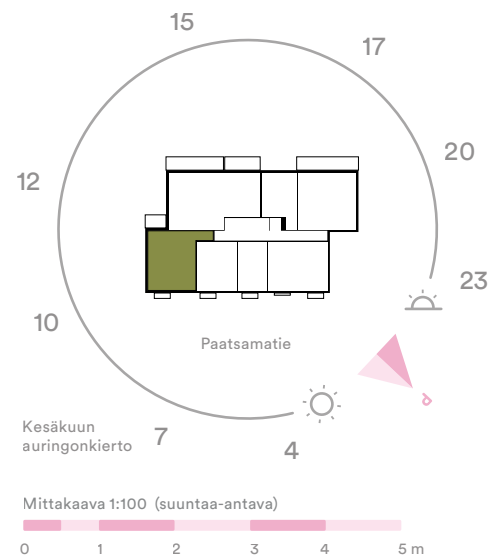 15
17
20
12
23
10
Paatsamatie
Kesäkuun
auringonkierto
7
4
P
Mittakaava 1:100 (suuntaa-antava)
0 1 2 3 4 5 m